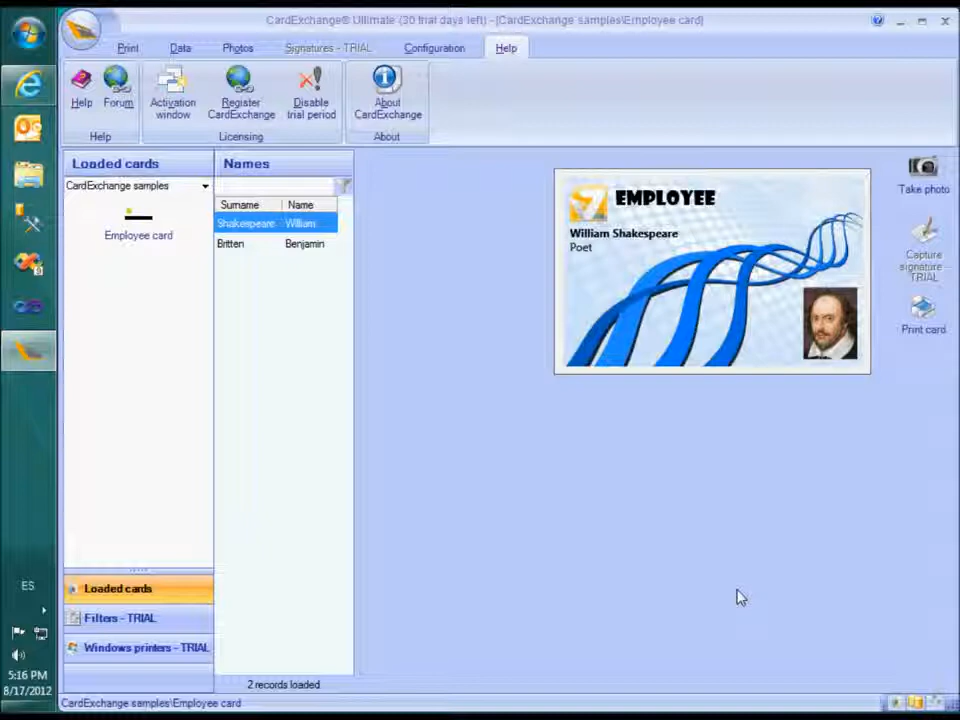 CardExchange® Ultimate (30 trial days left) - [CardExchange samples\Employee card]
Print
Data
Photos
Signatures - TRIAL
Configuration
Help
Help
Forum
Activation
window
Register
CardExchange
Disable
trial period
About
CardExchange
Help
Licensing
About
Loaded cards
CardExchange samples
Employee card
Names
Surname
Name
Shakespeare
William
Britten
Benjamin
EMPLOYEE
William Shakespeare
Poet
Take photo
Capture
signature -
TRIAL
Print card
Loaded cards
Filters - TRIAL
Windows printers - TRIAL
2 records loaded
CardExchange samples\Employee card
ES
5:16 PM
8/17/2012